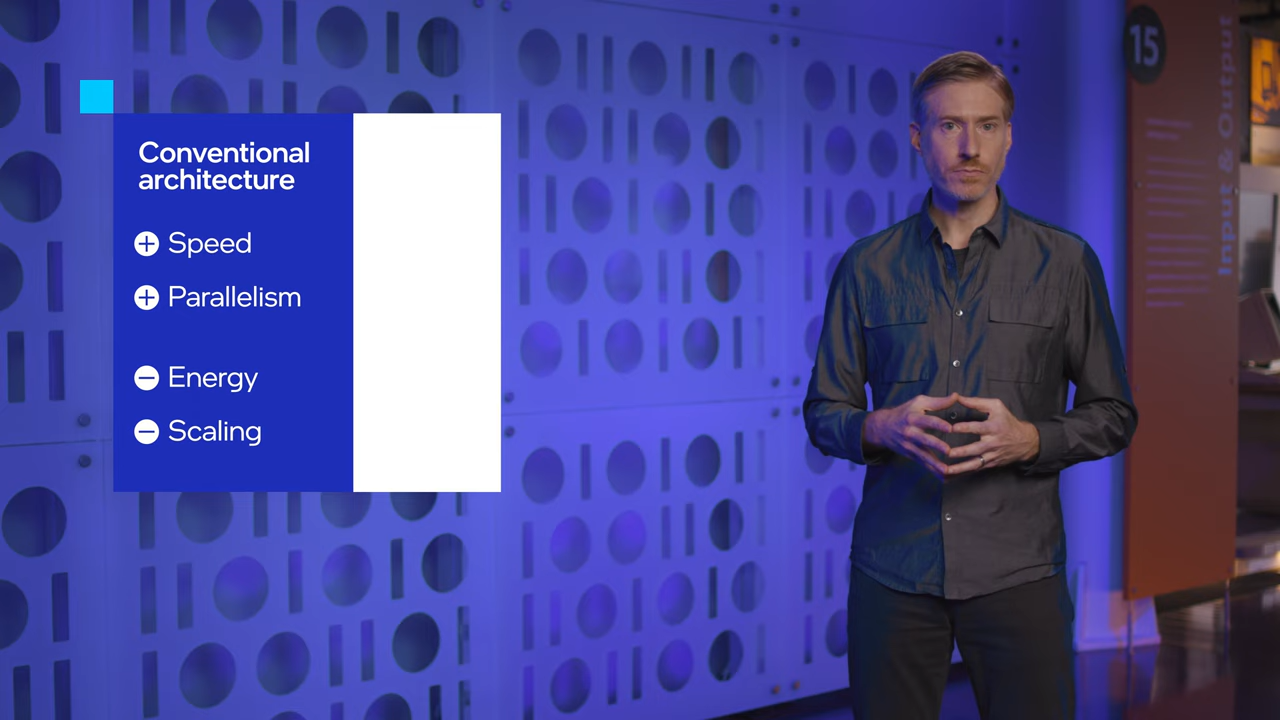 Conventional
architecture
Speed
Parallelism
Energy
Scaling
15
Input & Output